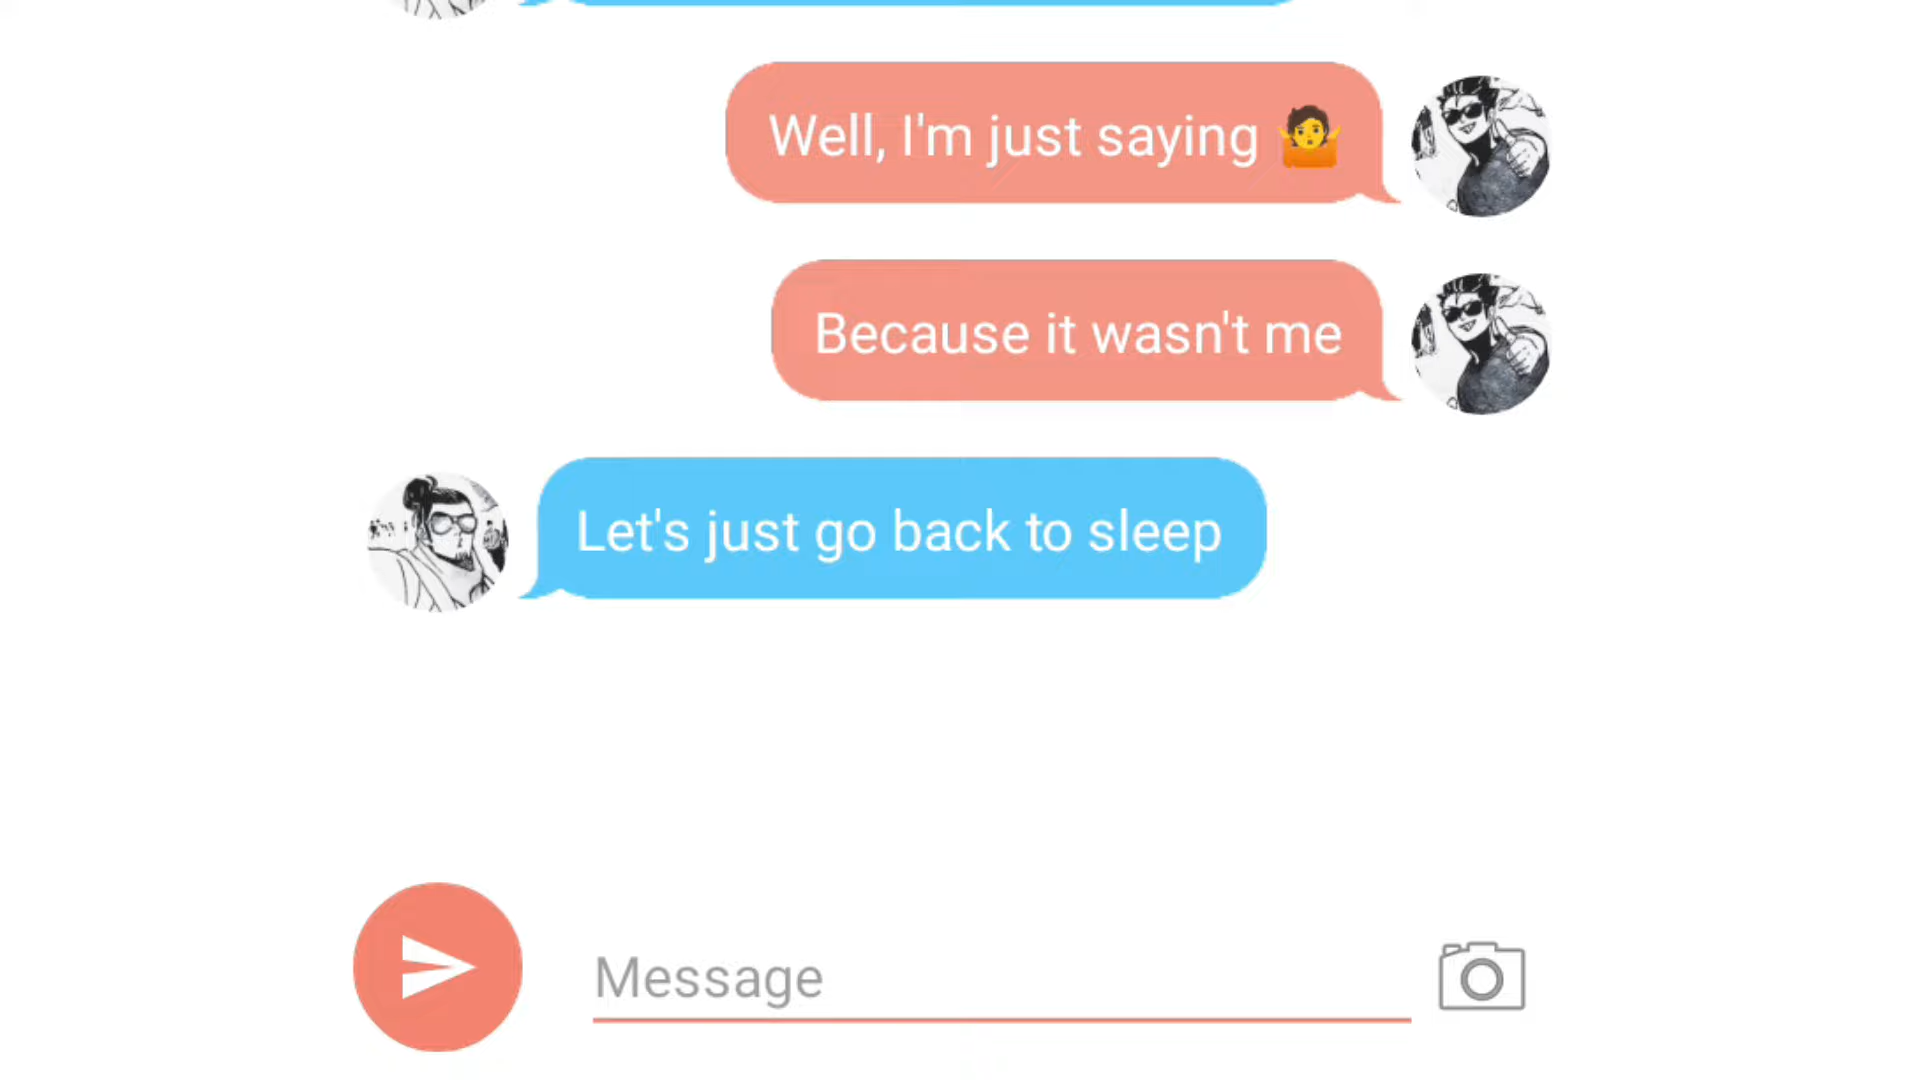 Well, I'm just saying 🤷
Because it wasn't me
Let's just go back to sleep
Message